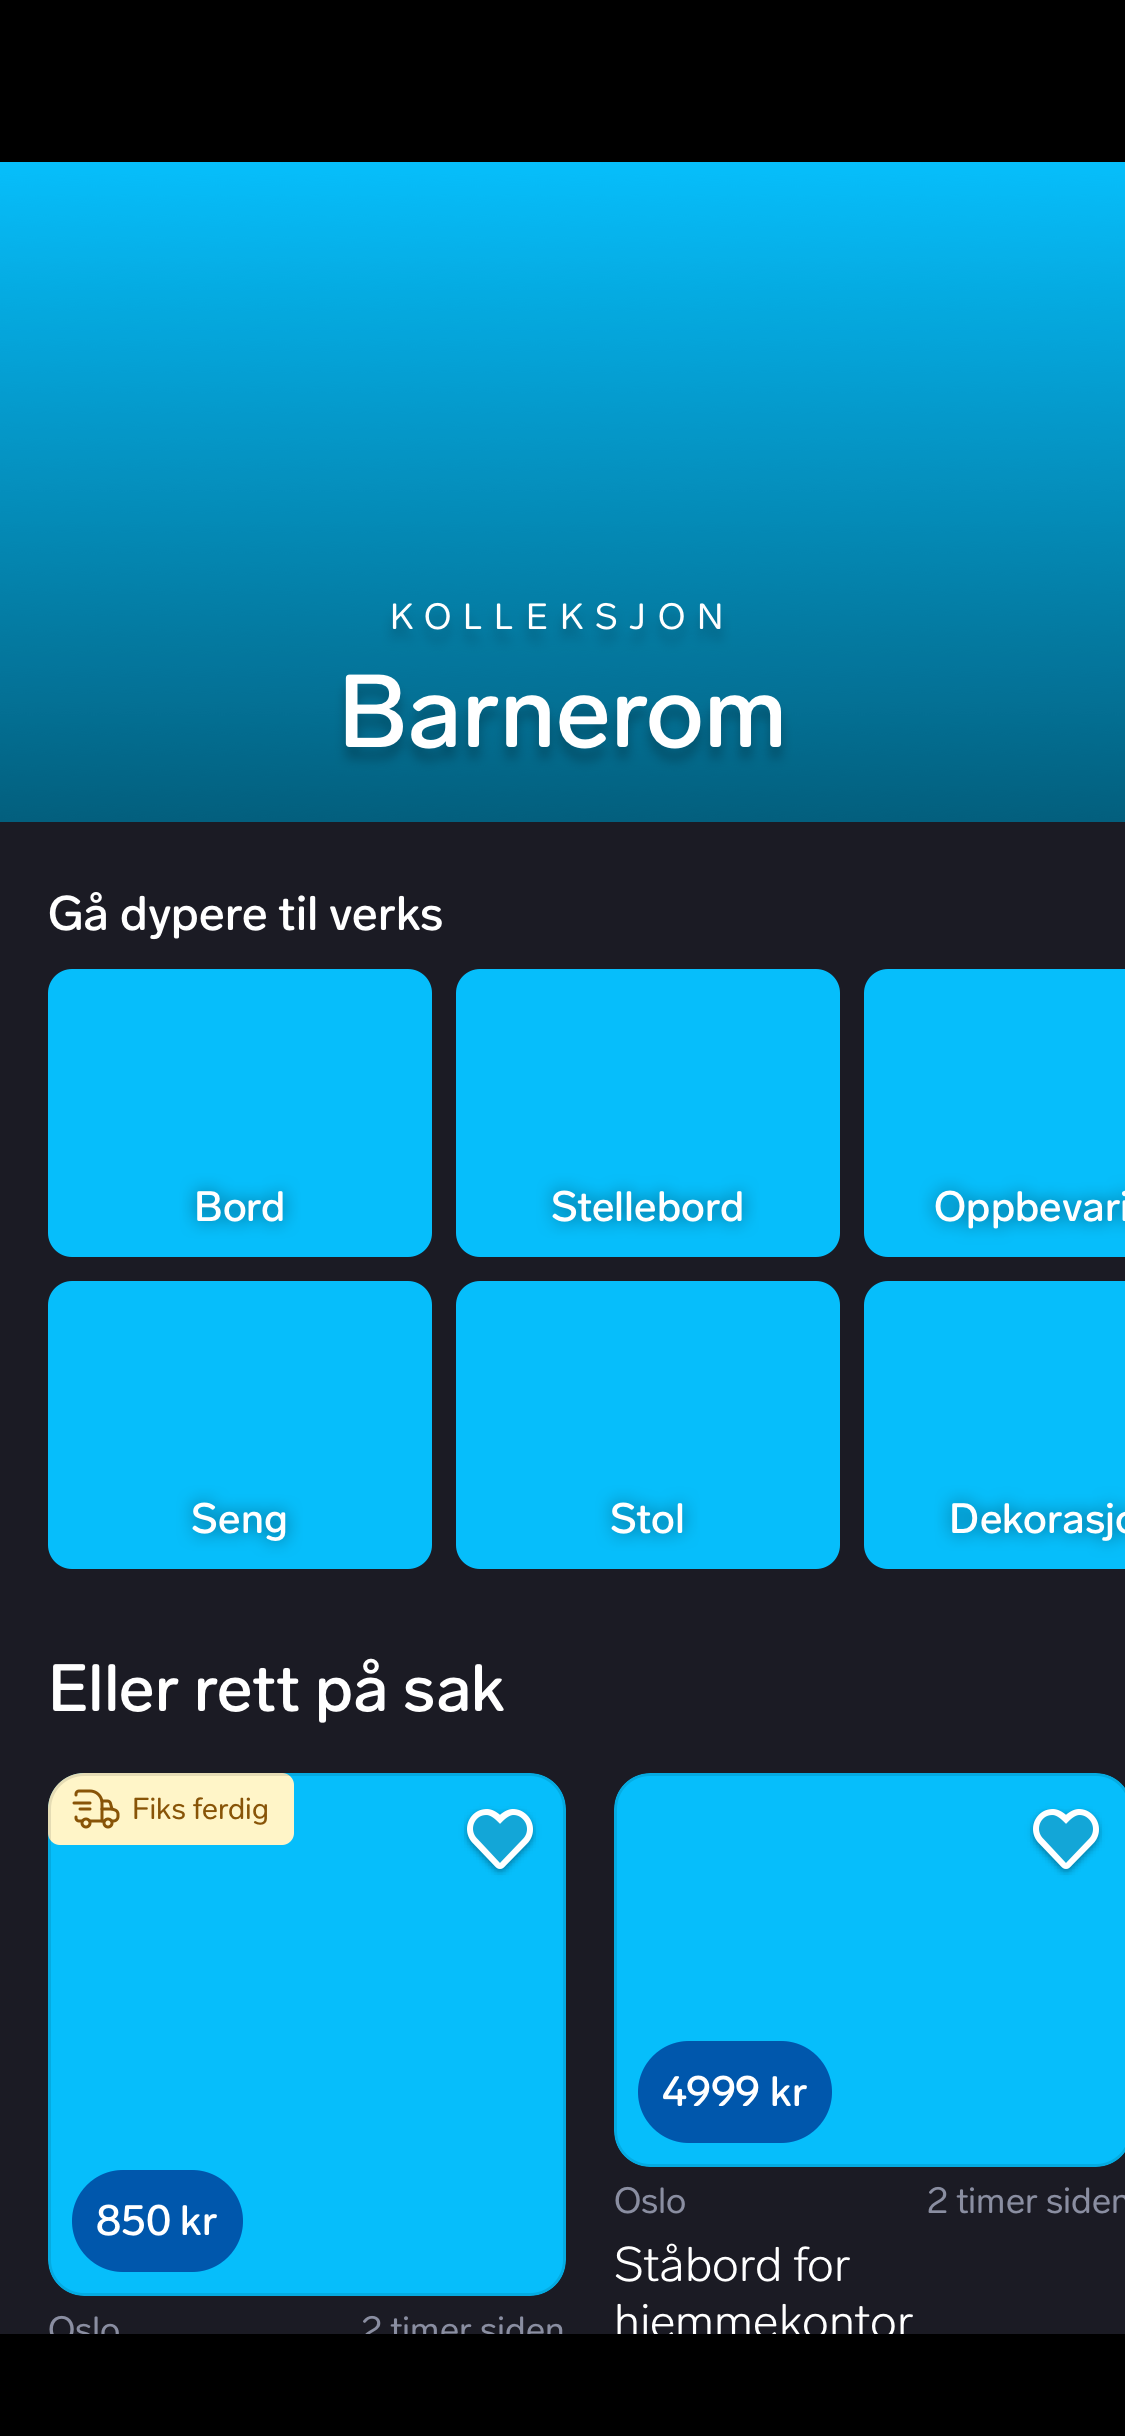 KOLLEKSJON
Barnerom
Gå dypere til verks
Bord
Stellebord
Oppbevari
Seng
Stol
Dekorasjo
Eller rett på sak
Fiks ferdig
850 kr
4999 kr
Oslo 2 timer siden
Ståbord for
hjemmekontor
Oslo 2 timer siden